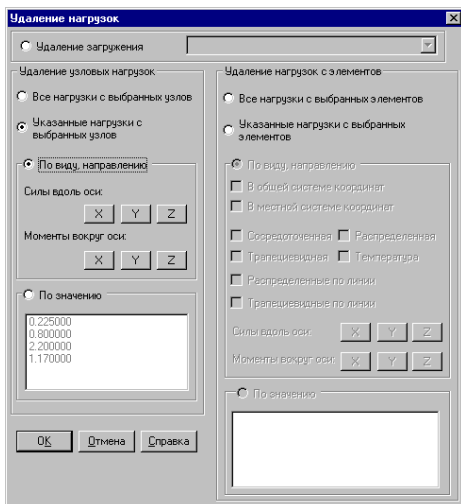 Удаление нагрузок
Удаление загружения
Удаление узловых нагрузок
Все нагрузки с выбранных узлов
Указанные нагрузки с
выбранных узлов
По виду, направлению
Силы вдоль оси:
X Y Z
Моменты вокруг оси:
X Y Z
По значению
0.225000
0.800000
2.200000
1.170000
OK Отмена Справка
Удаление нагрузок с элементов
Все нагрузки с выбранных элементов
Указанные нагрузки с выбранных
элементов
По виду, направлению
В общей системе координат
В местной системе координат
Сосредоточенная Распределенная
Трапециевидная Температура
Распределенные по линии
Трапециевидные по линии
Силы вдоль оси: X Y Z
Моменты вокруг оси: X Y Z
По значению